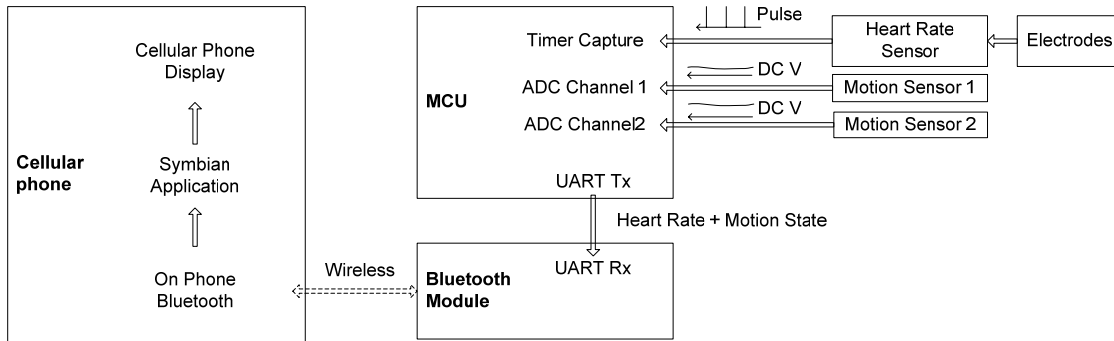 Cellular Phone
Display
Cellular
phone
Symbian
Application
On Phone
Bluetooth
Wireless
MCU
Timer Capture
ADC Channel 1
ADC Channel2
UART Tx
Pulse
DC V
DC V
Heart Rate
Sensor
Electrodes
Motion Sensor 1
Motion Sensor 2
Heart Rate + Motion State
UART Rx
Bluetooth
Module